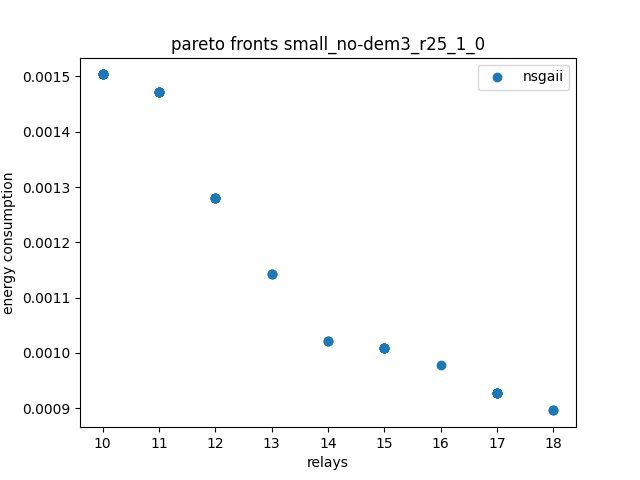 pareto fronts small_no-dem3_r25_1_0
nsgaii
energy consumption
0.0015
0.0014
0.0013
0.0012
0.0011
0.0010
0.0009
10 11 12 13 14 15 16 17 18
relays